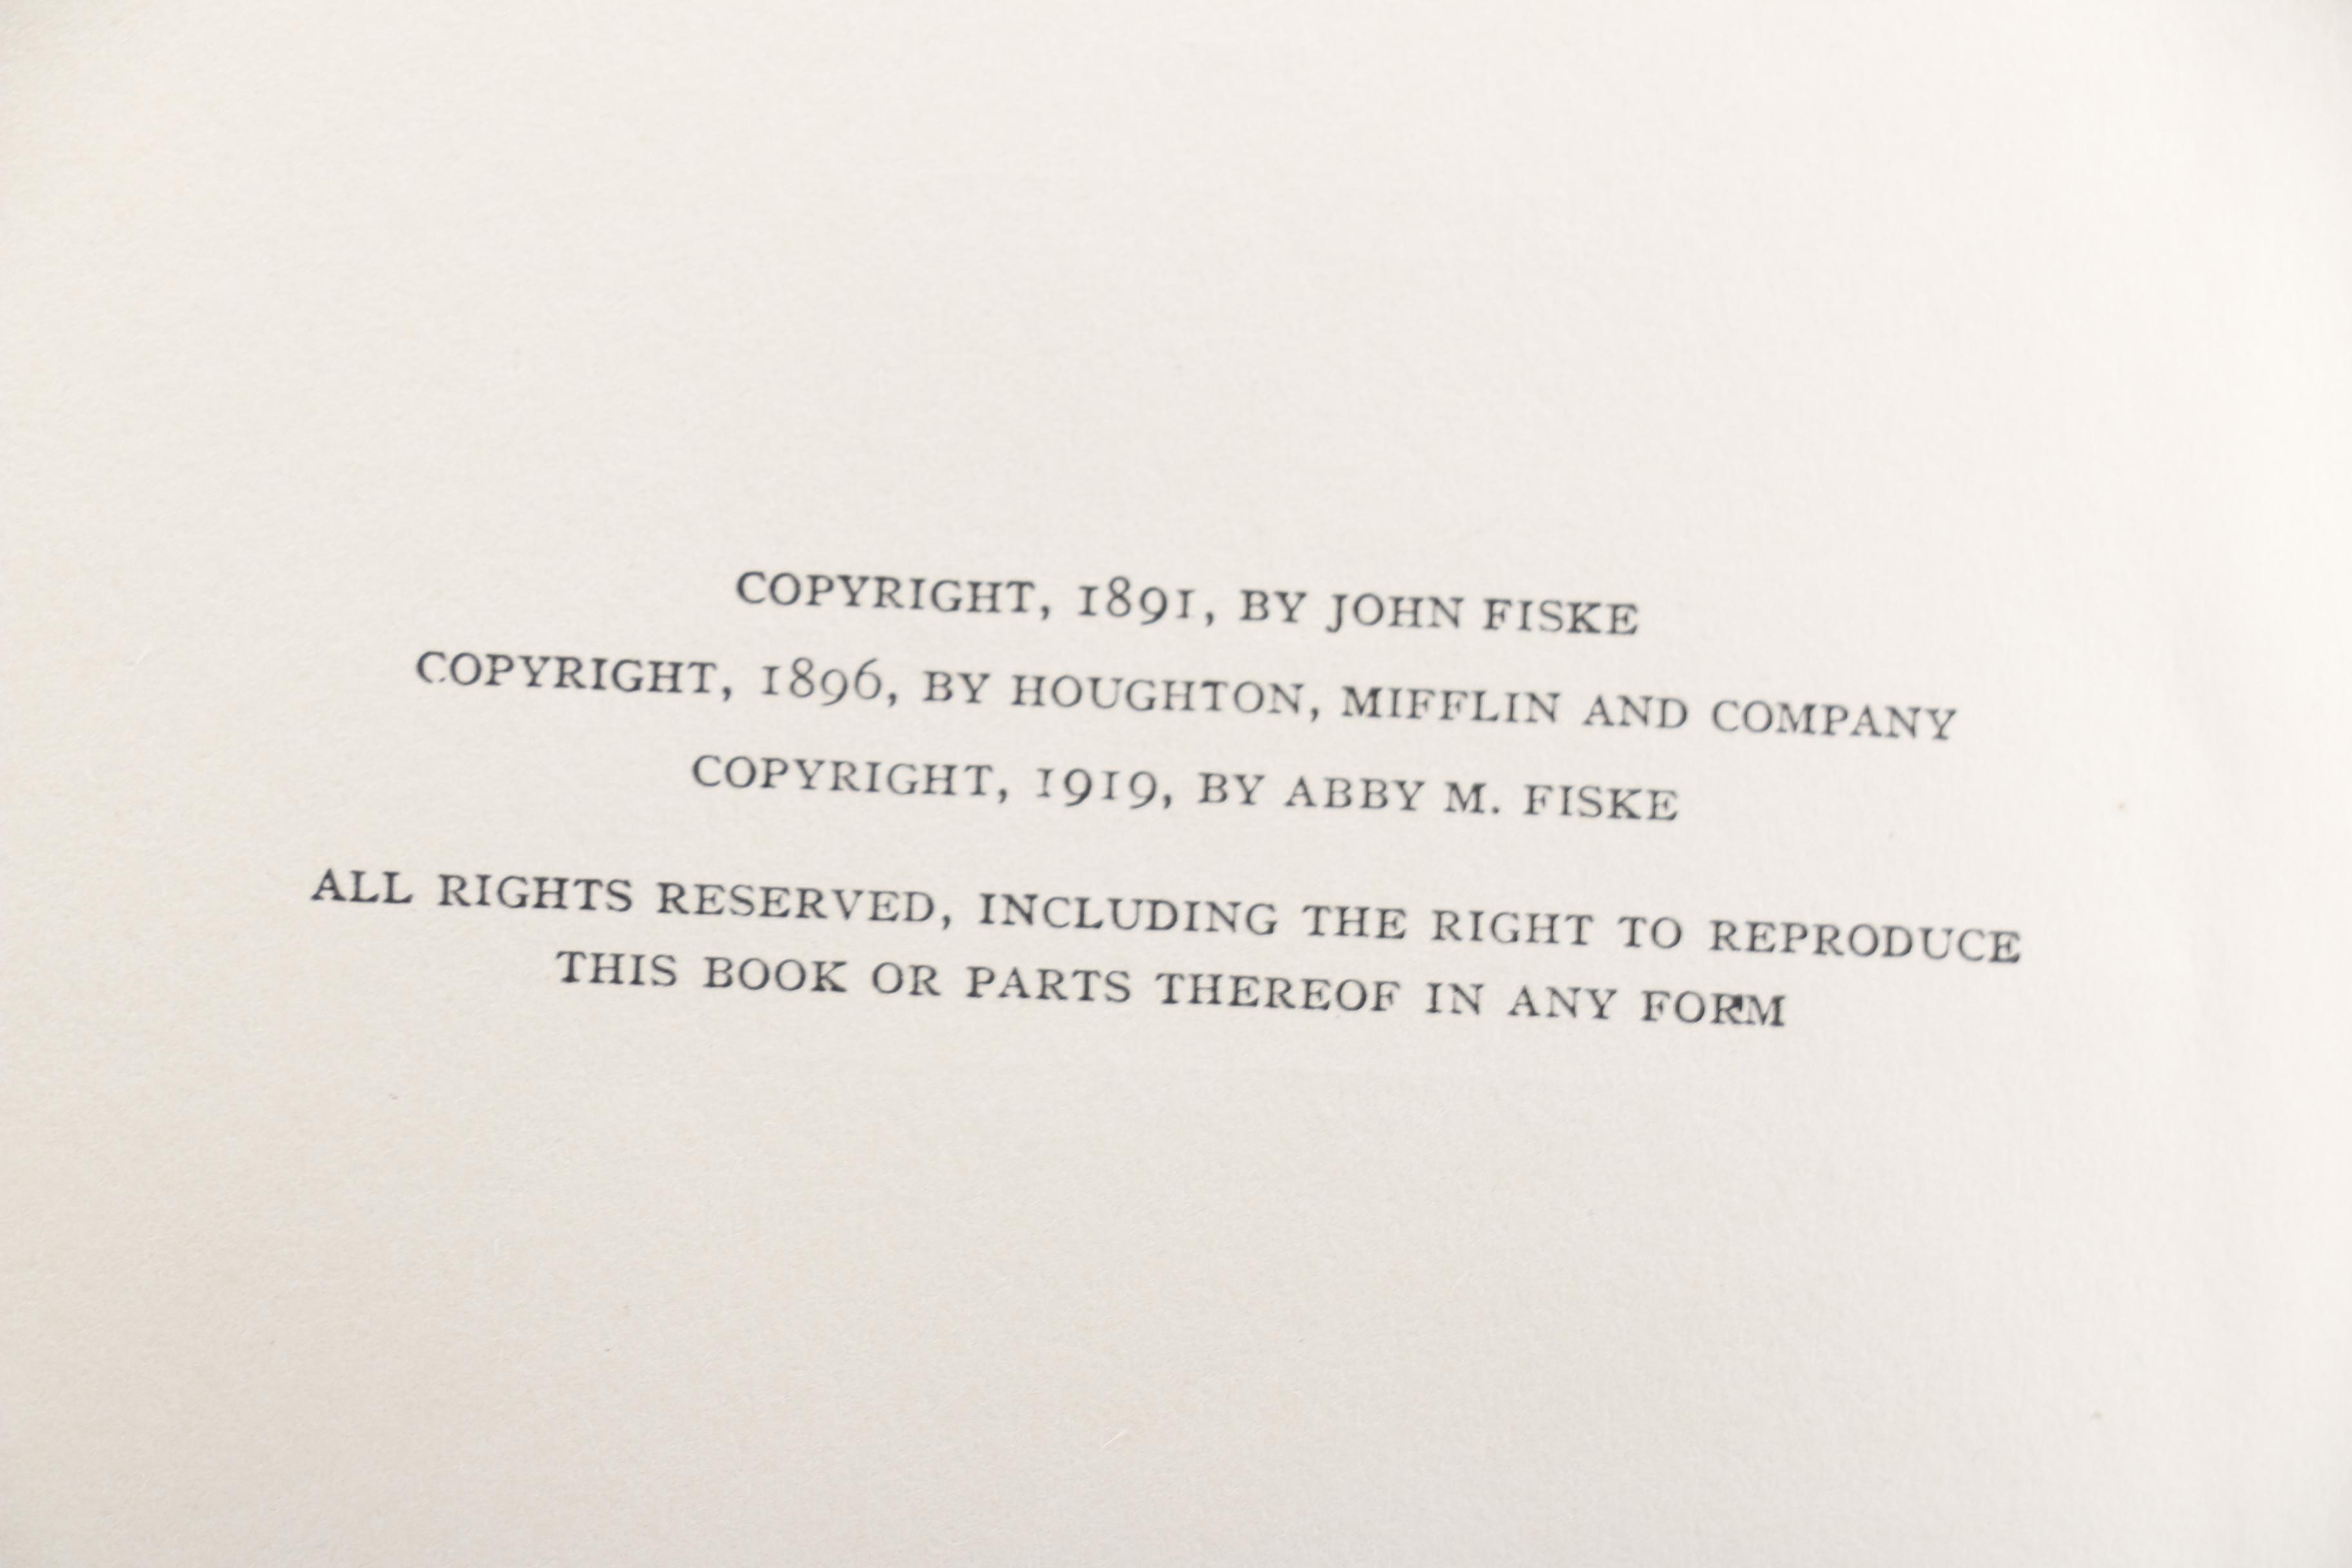 COPYRIGHT, 1891, BY JOHN FISKE
COPYRIGHT, 1896, BY HOUGHTON, MIFFLIN AND COMPANY
COPYRIGHT, 1919, BY ABBY M. FISKE
ALL RIGHTS RESERVED, INCLUDING THE RIGHT TO REPRODUCE
THIS BOOK OR PARTS THEREOF IN ANY FORM